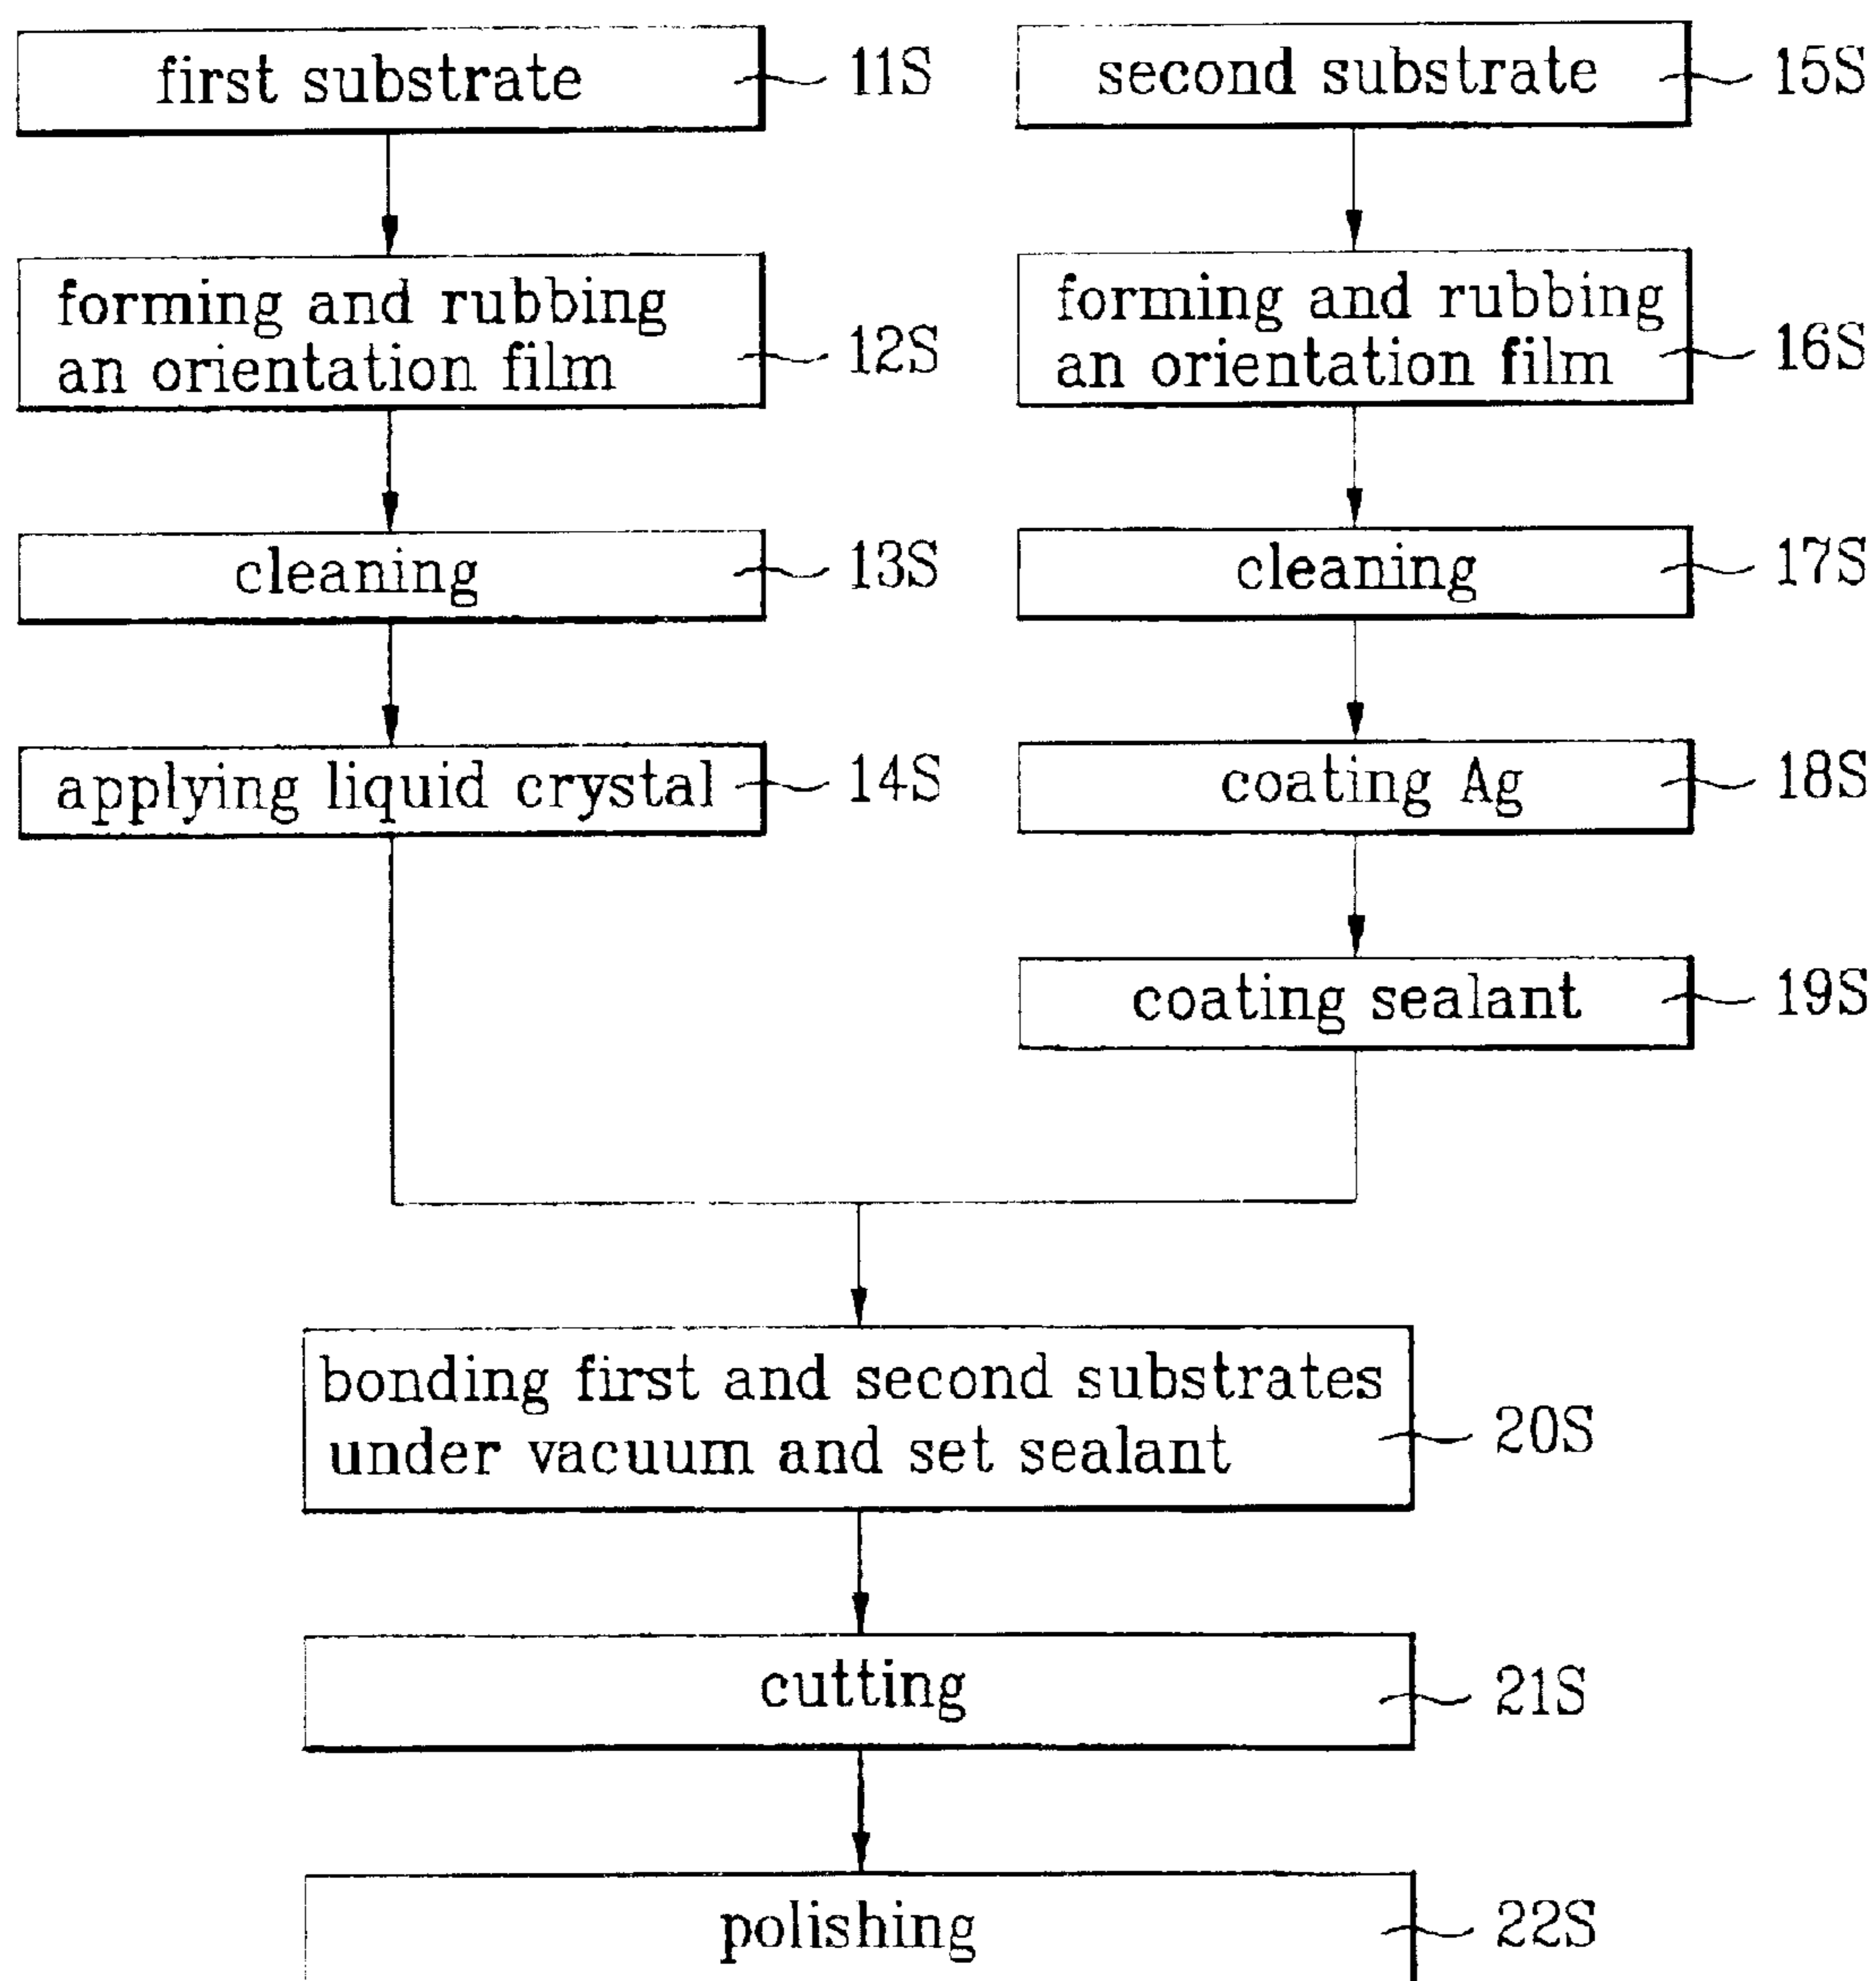 first substrate
11S
forming and rubbing
an orientation film
12S
cleaning
13S
applying liquid crystal
14S
second substrate
15S
forming and rubbing
an orientation film
16S
cleaning
17S
coating Ag
18S
coating sealant
19S
bonding first and second substrates
under vacuum and set sealant
20S
cutting
21S
polishing
22S